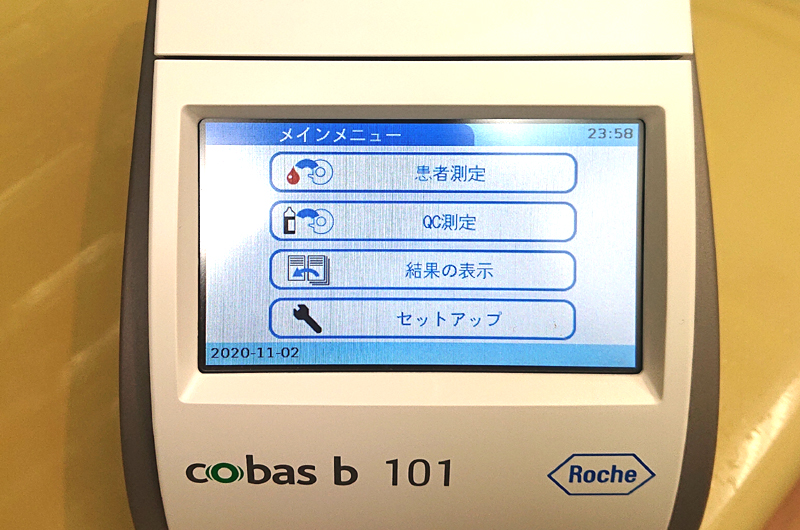 メインメニュー 23:58
患者測定
QC測定
結果の表示
セットアップ
2020-11-02
cobas b 101
Roche